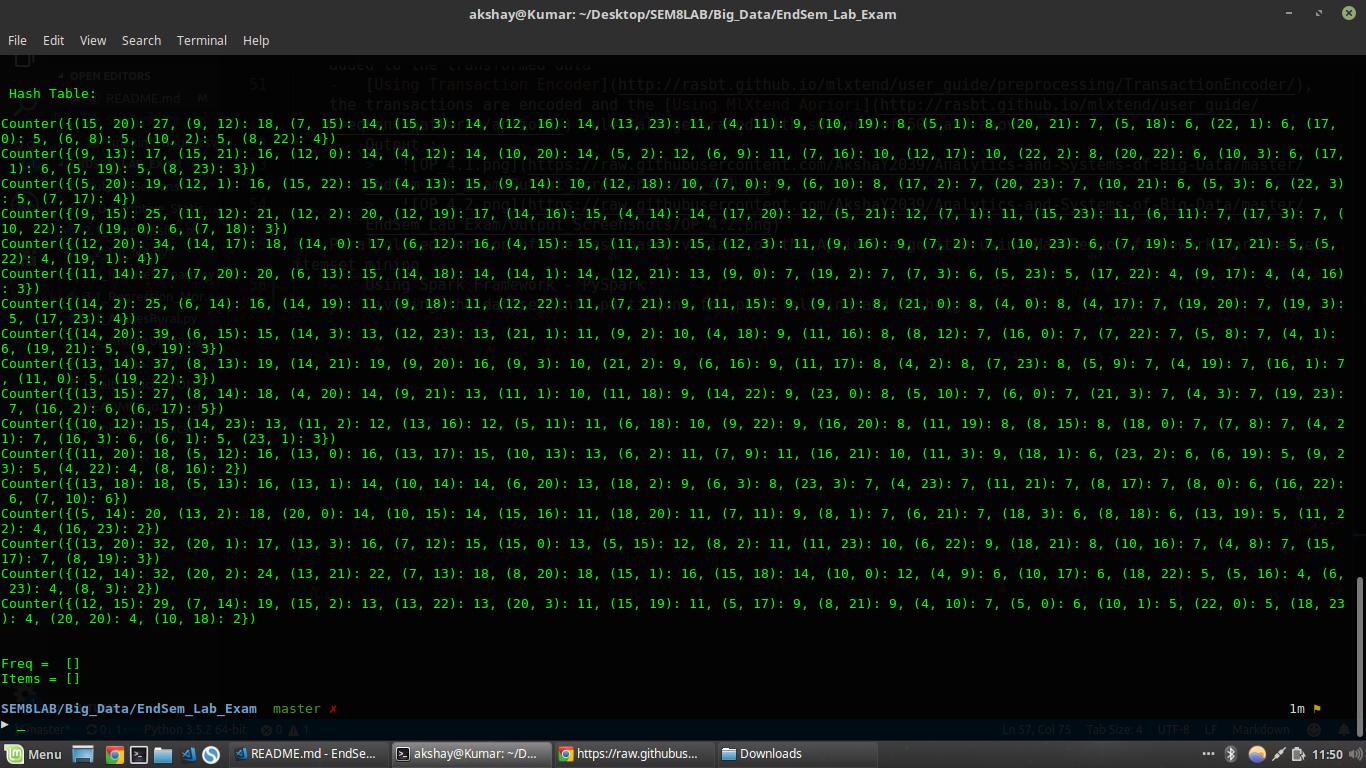 akshay@Kumar: ~/Desktop/SEM8LAB/Big_Data/EndSem_Lab_Exam
File Edit View Search Terminal Help
Hash Table:
Counter({(15, 20): 27, (9, 12): 18, (7, 15): 14, (15, 3): 14, (12, 16): 14, (13, 23): 11, (4, 11): 9, (10, 19): 8, (5, 1): 8, (20, 21): 7, (5, 18): 6, (22, 1): 6, (17,
0): 5, (6, 8): 5, (10, 2): 5, (8, 22): 4})
Counter({(9, 13): 17, (15, 21): 16, (12, 0): 14, (4, 12): 14, (10, 20): 14, (5, 2): 12, (6, 9): 11, (7, 16): 10, (12, 17): 10, (22, 2): 8, (20, 22): 6, (10, 3): 6, (17,
1): 6, (5, 19): 5, (8, 23): 3})
Counter({(5, 20): 19, (12, 1): 16, (15, 22): 15, (4, 13): 15, (9, 14): 10, (12, 18): 10, (7, 0): 9, (6, 10): 8, (17, 2): 7, (20, 23): 7, (10, 21): 6, (5, 3): 6, (22, 3)
: 5, (7, 17): 4})
Counter({(9, 15): 25, (11, 12): 21, (12, 2): 20, (12, 19): 17, (14, 16): 15, (4, 14): 14, (17, 20): 12, (5, 21): 12, (7, 1): 11, (15, 23): 11, (6, 11): 7, (17, 3): 7, (
10, 22): 7, (19, 0): 6, (7, 18): 3})
Counter({(12, 20): 34, (14, 17): 18, (14, 0): 17, (6, 12): 16, (4, 15): 15, (11, 13): 15, (12, 3): 11, (9, 16): 9, (7, 2): 7, (10, 23): 6, (7, 19): 5, (17, 21): 5, (5,
22): 4, (19, 1): 4})
Counter({(11, 14): 27, (7, 20): 20, (6, 13): 15, (14, 18): 14, (14, 1): 14, (12, 21): 13, (9, 0): 7, (19, 2): 7, (7, 3): 6, (5, 23): 5, (17, 22): 4, (9, 17): 4, (4, 16)
: 3})
Counter({(14, 2): 25, (6, 14): 16, (14, 19): 11, (9, 18): 11, (12, 22): 11, (7, 21): 9, (11, 15): 9, (9, 1): 8, (21, 0): 8, (4, 0): 8, (4, 17): 7, (19, 20): 7, (19, 3):
5, (17, 23): 4})
Counter({(14, 20): 39, (6, 15): 15, (14, 3): 13, (12, 23): 13, (21, 1): 11, (9, 2): 10, (4, 18): 9, (11, 16): 8, (8, 12): 7, (16, 0): 7, (7, 22): 7, (5, 8): 7, (4, 1):
6, (19, 21): 5, (9, 19): 3})
Counter({(13, 14): 37, (8, 13): 19, (14, 21): 19, (9, 20): 16, (9, 3): 10, (21, 2): 9, (6, 16): 9, (11, 17): 8, (4, 2): 8, (7, 23): 8, (5, 9): 7, (4, 19): 7, (16, 1): 7
, (11, 0): 5, (19, 22): 3})
Counter({(13, 15): 27, (8, 14): 18, (4, 20): 14, (9, 21): 13, (11, 1): 10, (11, 18): 9, (14, 22): 9, (23, 0): 8, (5, 10): 7, (6, 0): 7, (21, 3): 7, (4, 3): 7, (19, 23):
7, (16, 2): 6, (6, 17): 5})
Counter({(10, 12): 15, (14, 23): 13, (11, 2): 12, (13, 16): 12, (5, 11): 11, (6, 18): 10, (9, 22): 9, (16, 20): 8, (11, 19): 8, (8, 15): 8, (18, 0): 7, (7, 8): 7, (4, 2
1): 7, (16, 3): 6, (6, 1): 5, (23, 1): 3})
Counter({(11, 20): 18, (5, 12): 16, (13, 0): 16, (13, 17): 15, (10, 13): 13, (6, 2): 11, (7, 9): 11, (16, 21): 10, (11, 3): 9, (18, 1): 6, (23, 2): 6, (6, 19): 5, (9, 2
3): 5, (4, 22): 4, (8, 16): 2})
Counter({(13, 18): 18, (5, 13): 16, (13, 1): 14, (10, 14): 14, (6, 20): 13, (18, 2): 9, (6, 3): 8, (23, 3): 7, (4, 23): 7, (11, 21): 7, (8, 17): 7, (8, 0): 6, (16, 22):
6, (7, 10): 6})
Counter({(5, 14): 20, (13, 2): 18, (20, 0): 14, (10, 15): 14, (15, 16): 11, (18, 20): 11, (7, 11): 9, (8, 1): 7, (6, 21): 7, (18, 3): 6, (8, 18): 6, (13, 19): 5, (11, 2
2): 4, (16, 23): 2})
Counter({(13, 20): 32, (20, 1): 17, (13, 3): 16, (7, 12): 15, (15, 0): 13, (5, 15): 12, (8, 2): 11, (11, 23): 10, (6, 22): 9, (18, 21): 8, (10, 16): 7, (4, 8): 7, (15,
17): 7, (8, 19): 3})
Counter({(12, 14): 32, (20, 2): 24, (13, 21): 22, (7, 13): 18, (8, 20): 18, (15, 1): 16, (15, 18): 14, (10, 0): 12, (4, 9): 6, (10, 17): 6, (18, 22): 5, (5, 16): 4, (6,
23): 4, (8, 3): 2})
Counter({(12, 15): 29, (7, 14): 19, (15, 2): 13, (13, 22): 13, (20, 3): 11, (15, 19): 11, (5, 17): 9, (8, 21): 9, (4, 10): 7, (5, 0): 6, (10, 1): 5, (22, 0): 5, (18, 23
): 4, (20, 20): 4, (10, 18): 2})
Freq = []
Items = []
SEM8LAB/Big_Data/EndSem_Lab_Exam master ✗ 1m
Menu README.md - EndSe... akshay@Kumar: ~/D... https://raw.githubus... Downloads 11:50